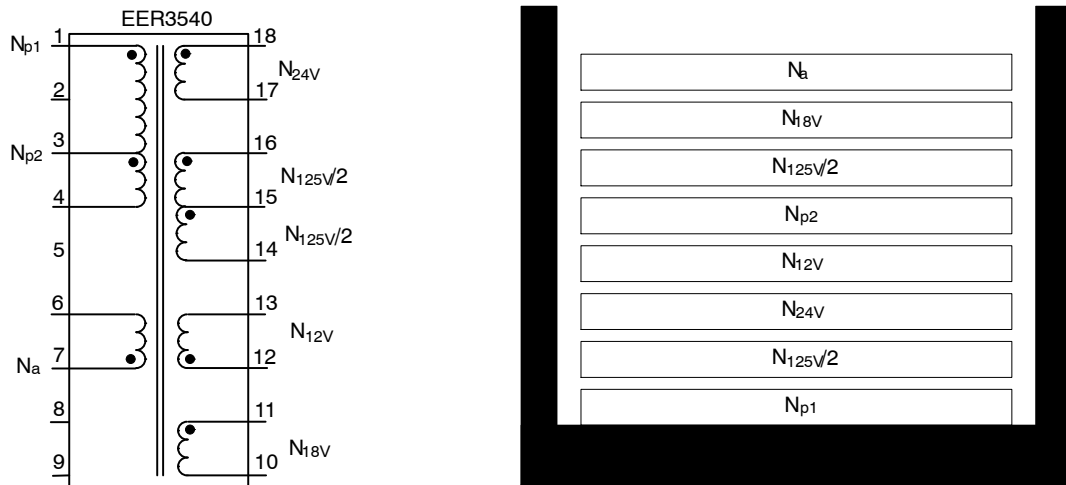 EER3540
1 18
Np1
N24V
2 17
3 16
Np2
N125V/2
4 15
N125V/2
5 14
6 13
N12V
7 12
Na
8 11
N18V
9 10
Na
N18V
N125V/2
Np2
N12V
N24V
N125V/2
Np1